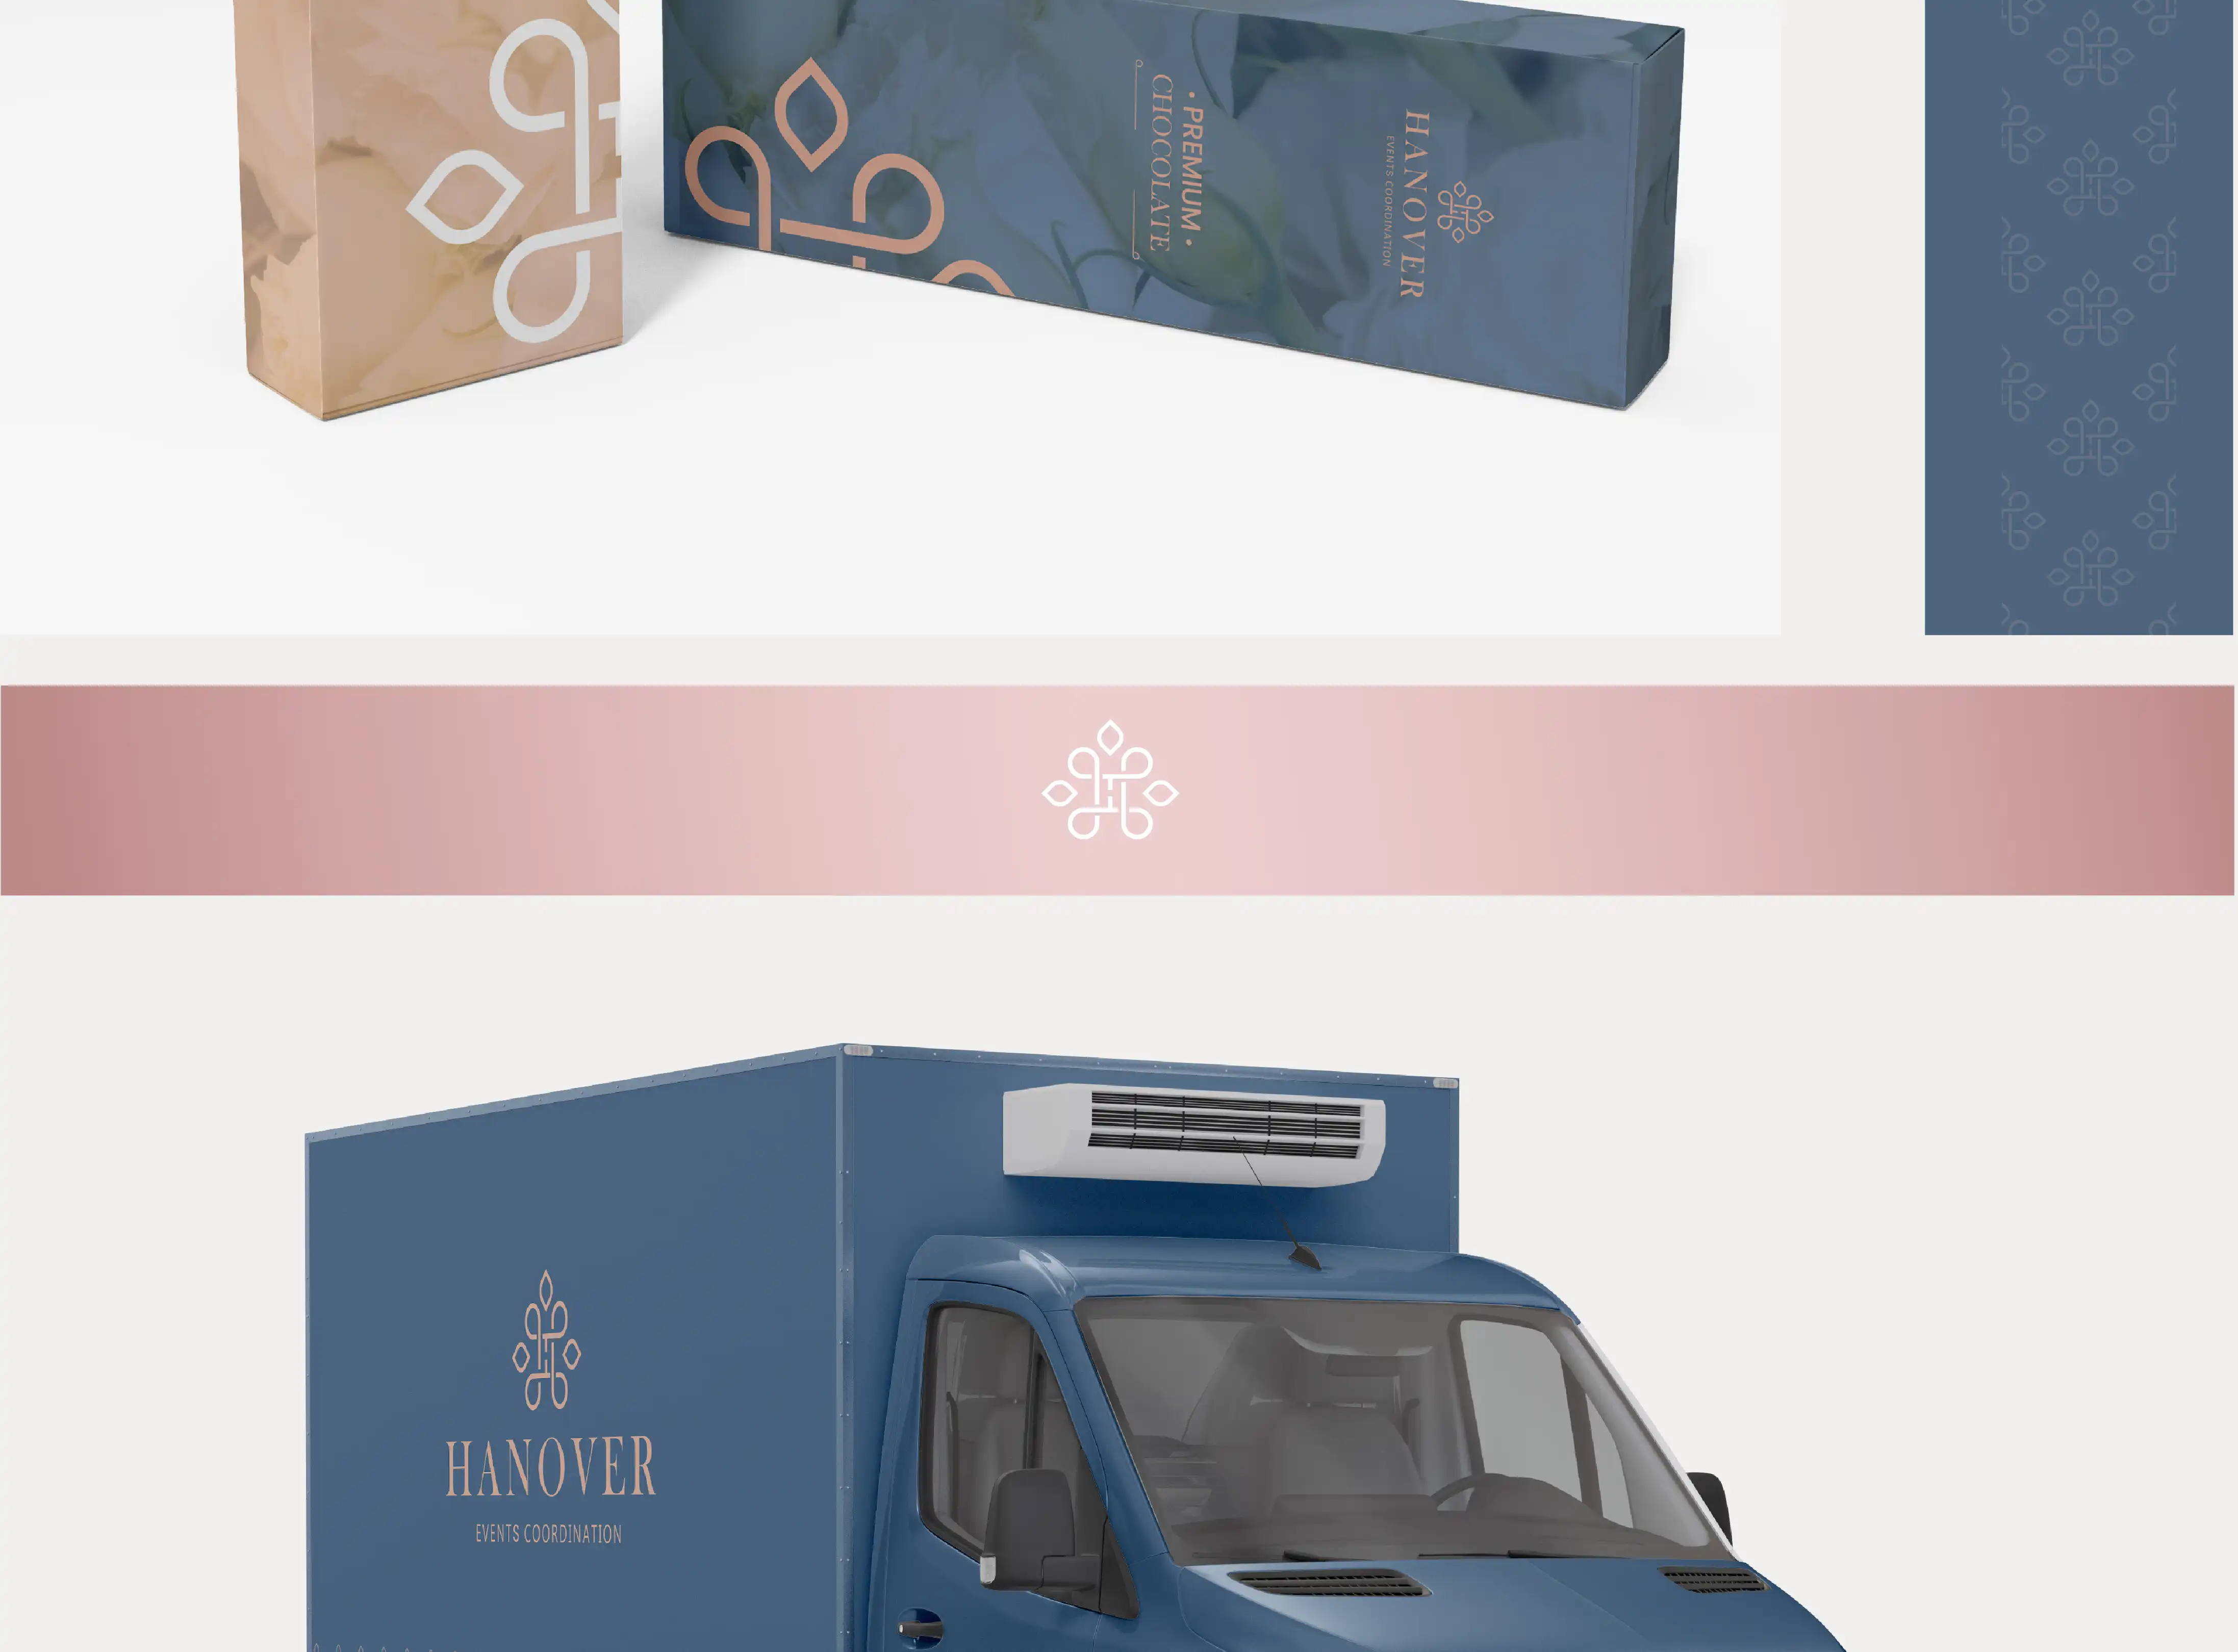 • PREMIUM •
CHOCOLATE
HANOVER
EVENTS COORDINATION
HANOVER
EVENTS COORDINATION